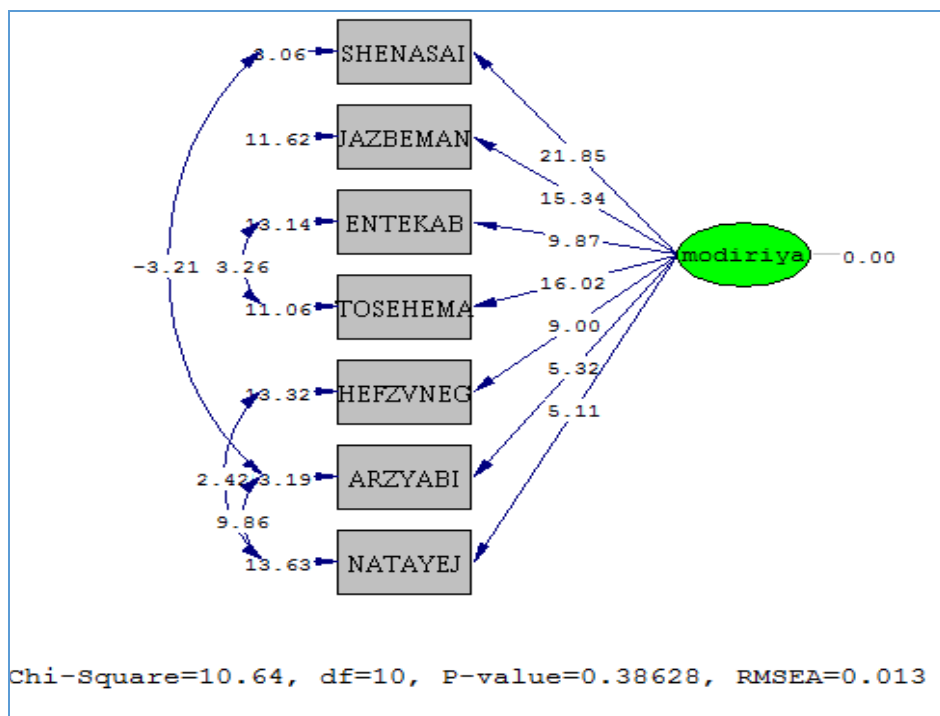 8.06 SHENASAI
21.85
11.62 JAZBEMAN
15.34
13.14 ENTEKAB
9.87
modiriya 0.00
-3.21 3.26
16.02
11.06 TOSEHEMA
9.00
5.32
13.32 HEFZVNEG
5.11
2.42 3.19 ARZYABI
9.86
13.63 NATAYEJ
Chi-Square=10.64, df=10, P-value=0.38628, RMSEA=0.013